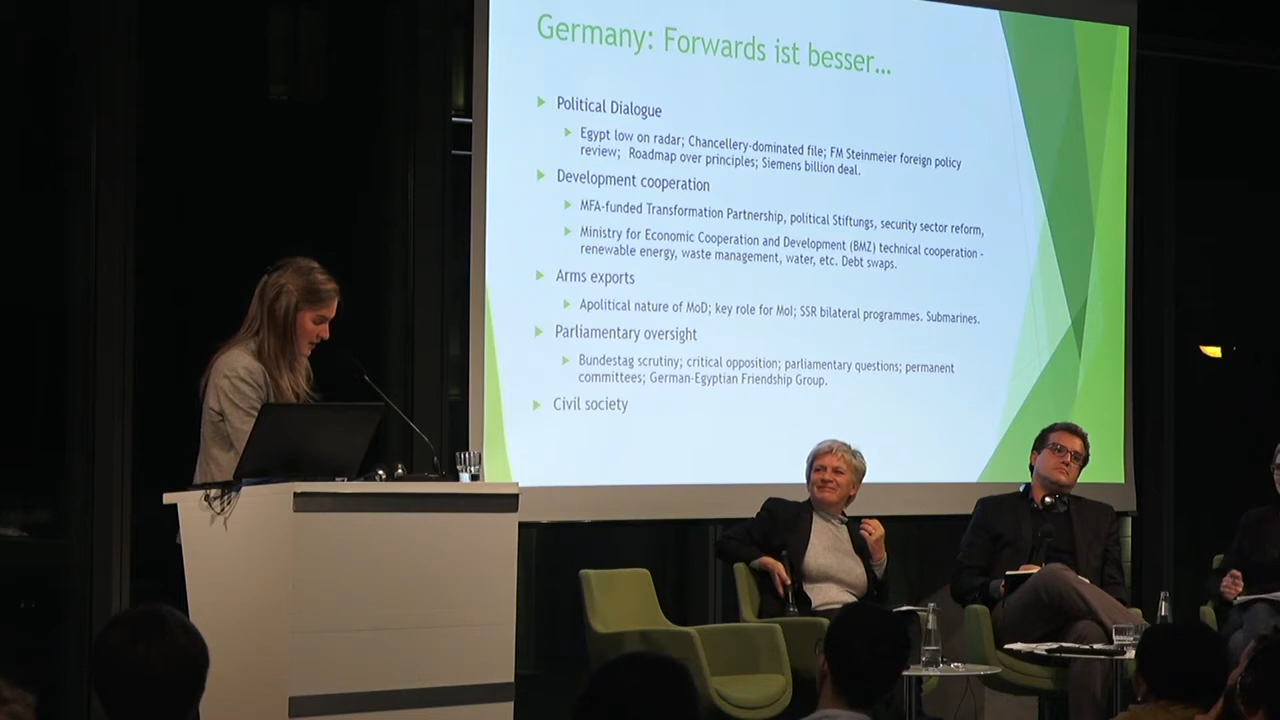 Germany: Forwards ist besser...
Political Dialogue
Egypt low on radar; Chancellery-dominated file; FM Steinmeier foreign policy
review; Roadmap over principles; Siemens billion deal.
Development cooperation
MFA-funded Transformation Partnership, political Stiftungs, security sector reform,
Ministry for Economic Cooperation and Development (BMZ) technical cooperation -
renewable energy, waste management, water, etc. Debt swaps.
Arms exports
Apolitical nature of MoD; key role for MoI; SSR bilateral programmes. Submarines.
Parliamentary oversight
Bundestag scrutiny; critical opposition; parliamentary questions; permanent
committees; German-Egyptian Friendship Group.
Civil society